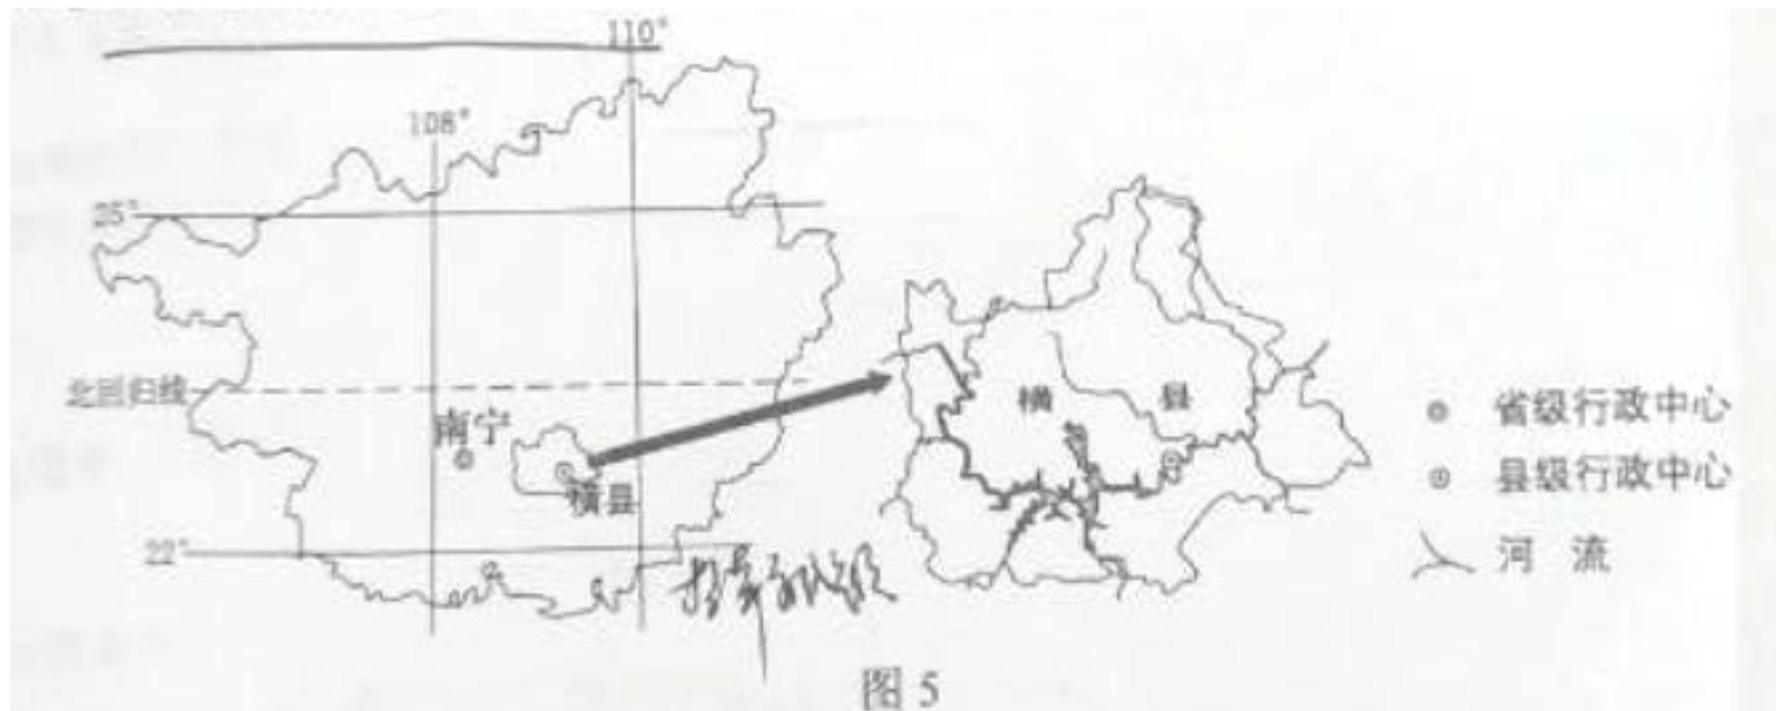 110°
108°
25°
北回归线
南宁
横县
22°
横 县
省级行政中心
县级行政中心
河 流
图 5